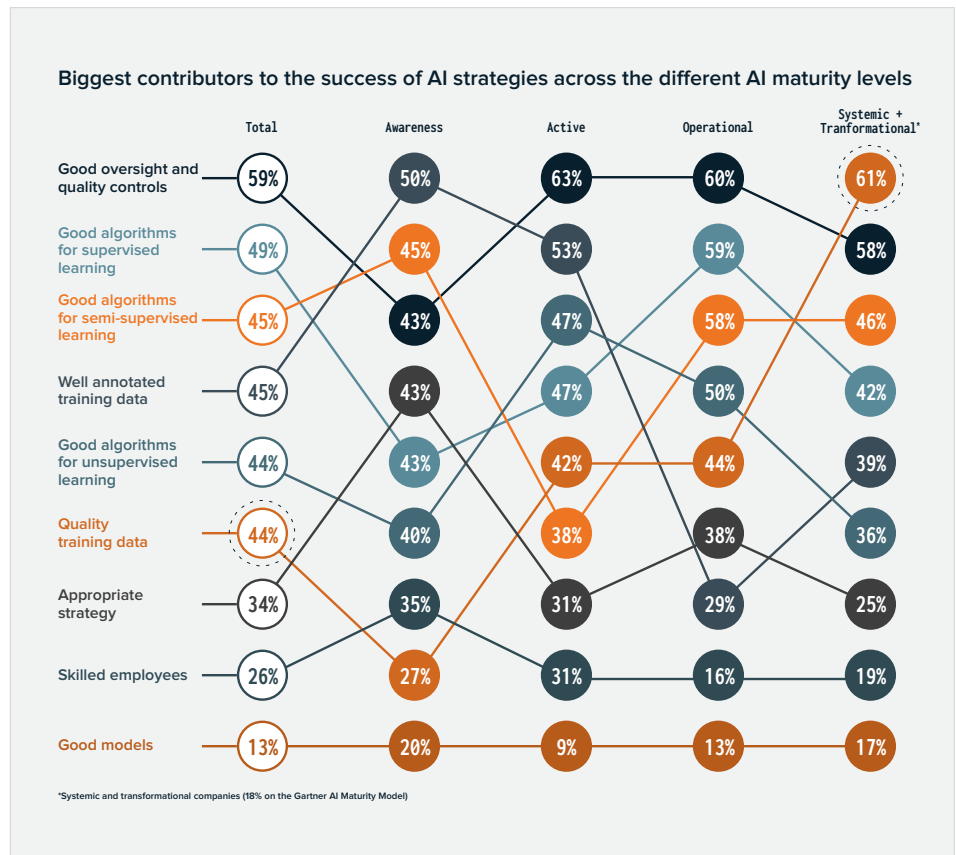 Biggest contributors to the success of AI strategies across the different AI maturity levels
Total
Awareness
Active
Operational
Systemic +
Tranformational*
Good oversight and
quality controls
59%
50%
63%
60%
61%
Good algorithms
for supervised
learning
49%
45%
53%
59%
58%
Good algorithms
for semi-supervised
learning
45%
43%
47%
58%
46%
Well annotated
training data
45%
43%
47%
50%
42%
Good algorithms
for unsupervised
learning
44%
43%
42%
44%
39%
Quality
training data
44%
40%
38%
38%
36%
Appropriate
strategy
34%
35%
31%
29%
25%
Skilled employees
26%
27%
31%
16%
19%
Good models
13%
20%
9%
13%
17%
*Systemic and transformational companies (18% on the Gartner AI Maturity Model)